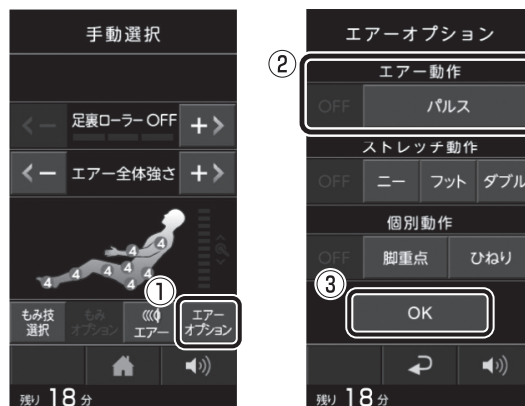 手動選択
足裏ローラー OFF
エアー全体強さ
4
4
4
4
4
4
4
4
①
もみ技
選択
もみ
オプション
エアー
エアー
オプション
残り 18 分
エアーオプション
②
エアー動作
OFF
パルス
ストレッチ動作
OFF
ニー
フット
ダブル
個別動作
OFF
脚重点
ひねり
③
OK
残り 18 分